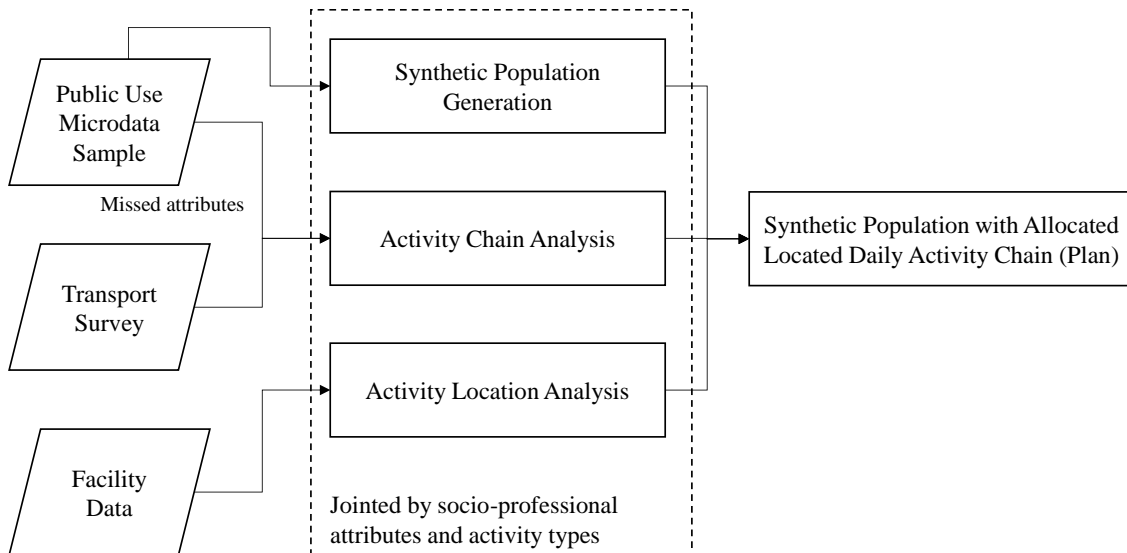 Public Use
Microdata
Sample
Missed attributes
Transport
Survey
Facility
Data
Synthetic Population
Generation
Activity Chain Analysis
Activity Location Analysis
Jointed by socio-professional
attributes and activity types
Synthetic Population with Allocated
Located Daily Activity Chain (Plan)